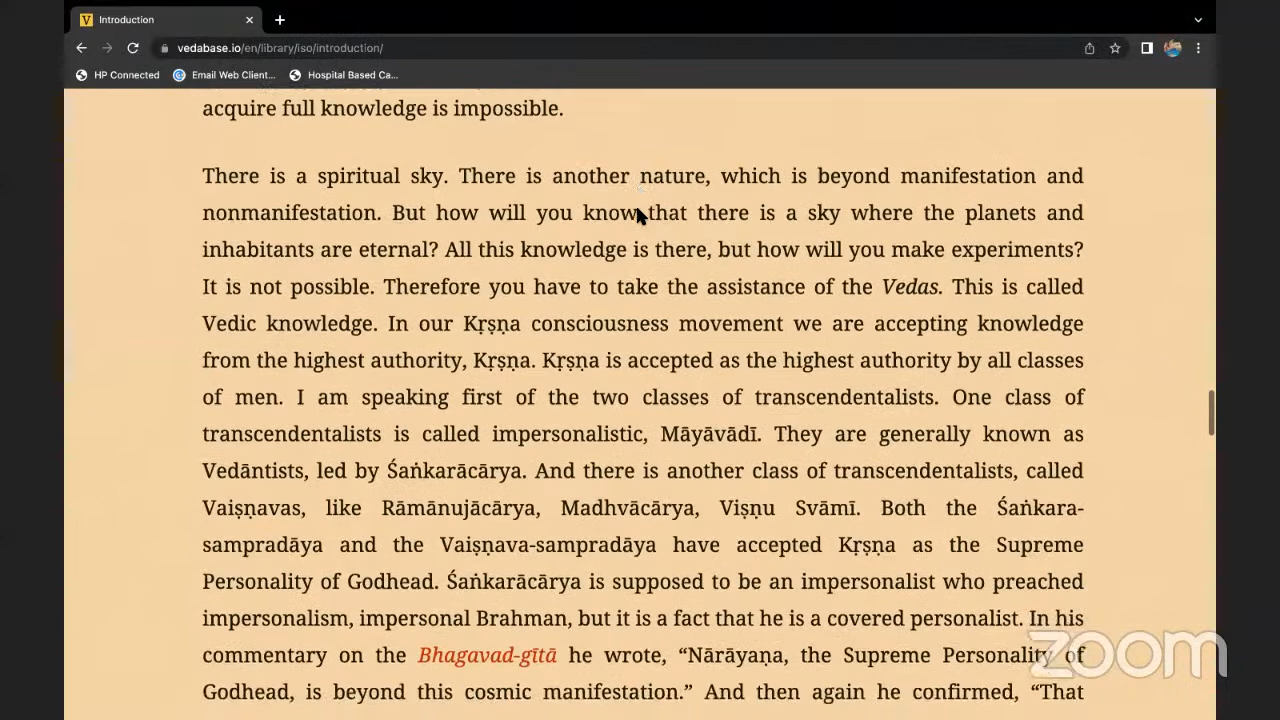 Introduction
vedabase.io/en/library/iso/introduction/
HP Connected
Email Web Client...
Hospital Based Ca...
acquire full knowledge is impossible.
There is a spiritual sky. There is another nature, which is beyond manifestation and
nonmanifestation. But how will you know that there is a sky where the planets and
inhabitants are eternal? All this knowledge is there, but how will you make experiments?
It is not possible. Therefore you have to take the assistance of the Vedas. This is called
Vedic knowledge. In our Kṛṣṇa consciousness movement we are accepting knowledge
from the highest authority, Kṛṣṇa. Kṛṣṇa is accepted as the highest authority by all classes
of men. I am speaking first of the two classes of transcendentalists. One class of
transcendentalists is called impersonalistic, Māyāvādī. They are generally known as
Vedāntists, led by Śaṅkarācārya. And there is another class of transcendentalists, called
Vaiṣṇavas, like Rāmānujācārya, Madhvācārya, Viṣṇu Svāmī. Both the Śaṅkara-
sampradāya and the Vaiṣṇava-sampradāya have accepted Kṛṣṇa as the Supreme
Personality of Godhead. Śaṅkarācārya is supposed to be an impersonalist who preached
impersonalism, impersonal Brahman, but it is a fact that he is a covered personalist. In his
commentary on the Bhagavad-gītā he wrote, “Nārāyaṇa, the Supreme Personality of
Godhead, is beyond this cosmic manifestation.” And then again he confirmed, “That
zoom